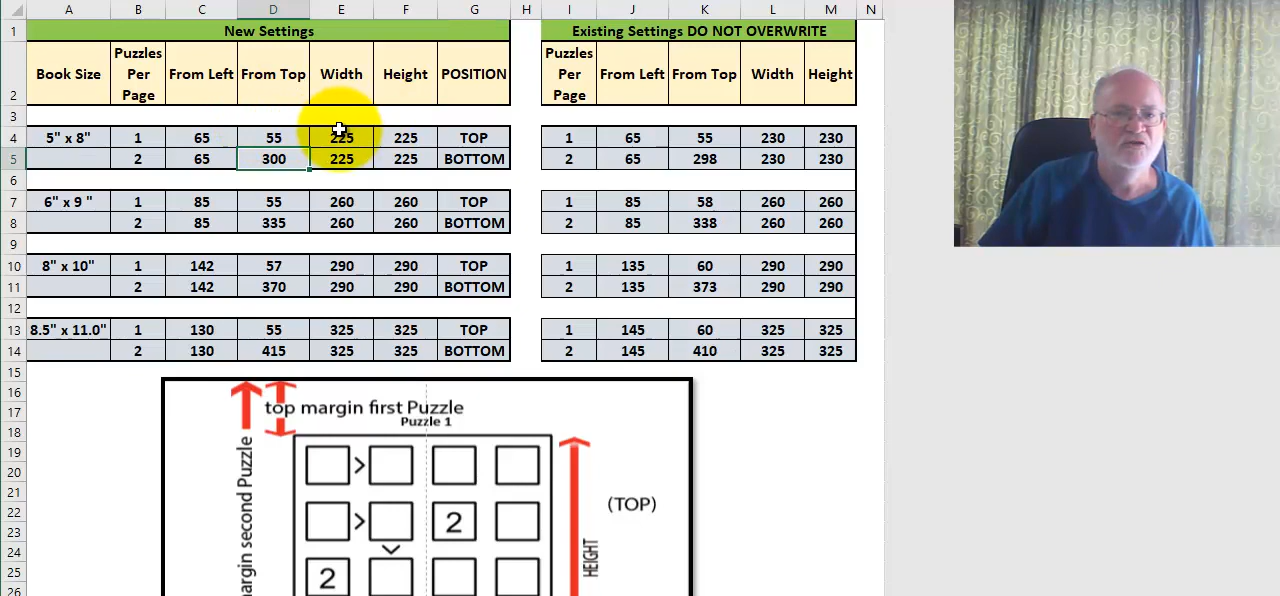 A B C D E F G H I J K L M N
1 New Settings Existing Settings DO NOT OVERWRITE
2 Book Size Puzzles Per Page From Left From Top Width Height POSITION Puzzles Per Page From Left From Top Width Height
3
4 5" x 8" 1 65 55 225 225 TOP 1 65 55 230 230
5 2 65 300 225 225 BOTTOM 2 65 298 230 230
6
7 6" x 9 " 1 85 55 260 260 TOP 1 85 58 260 260
8 2 85 335 260 260 BOTTOM 2 85 338 260 260
9
10 8" x 10" 1 142 57 290 290 TOP 1 135 60 290 290
11 2 142 370 290 290 BOTTOM 2 135 373 290 290
12
13 8.5" x 11.0" 1 130 55 325 325 TOP 1 145 60 325 325
14 2 130 415 325 325 BOTTOM 2 145 410 325 325
15
16
17 top margin first Puzzle
18 Puzzle 1
19
20 >
21
22 (TOP)
23 > 2
24
25 2
26
margin second Puzzle
HEIGHT